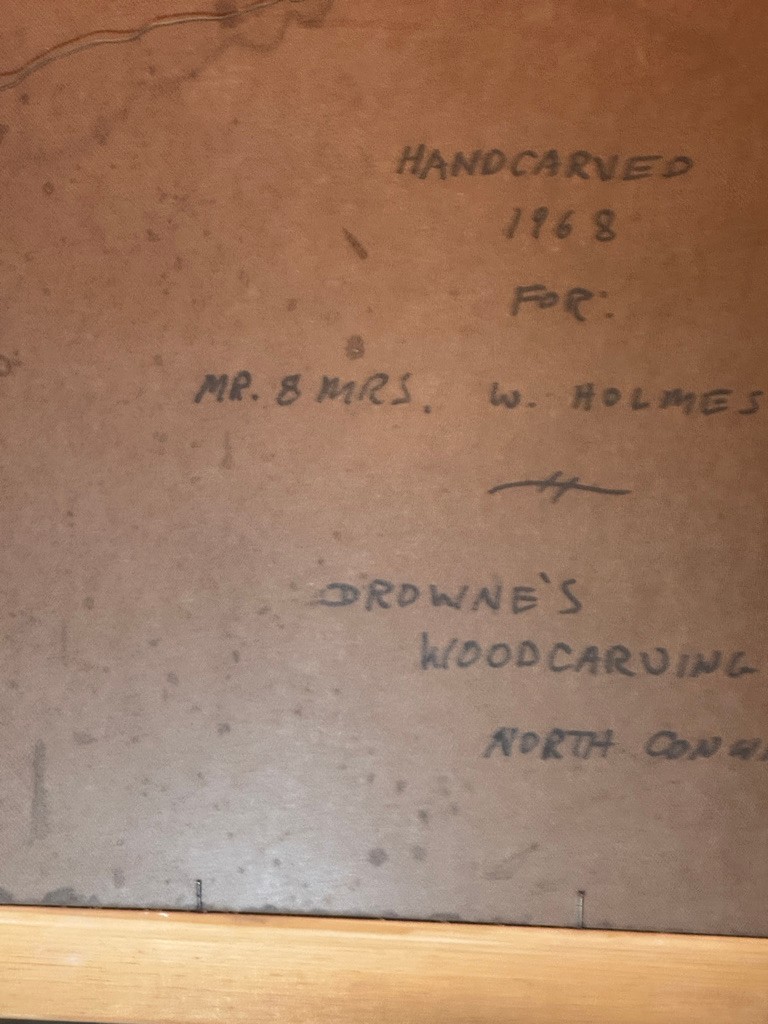 HANDCARVED
1968
FOR:
MR. & MRS. W. HOLMES
DROWNE'S
WOODCARVING
NORTH